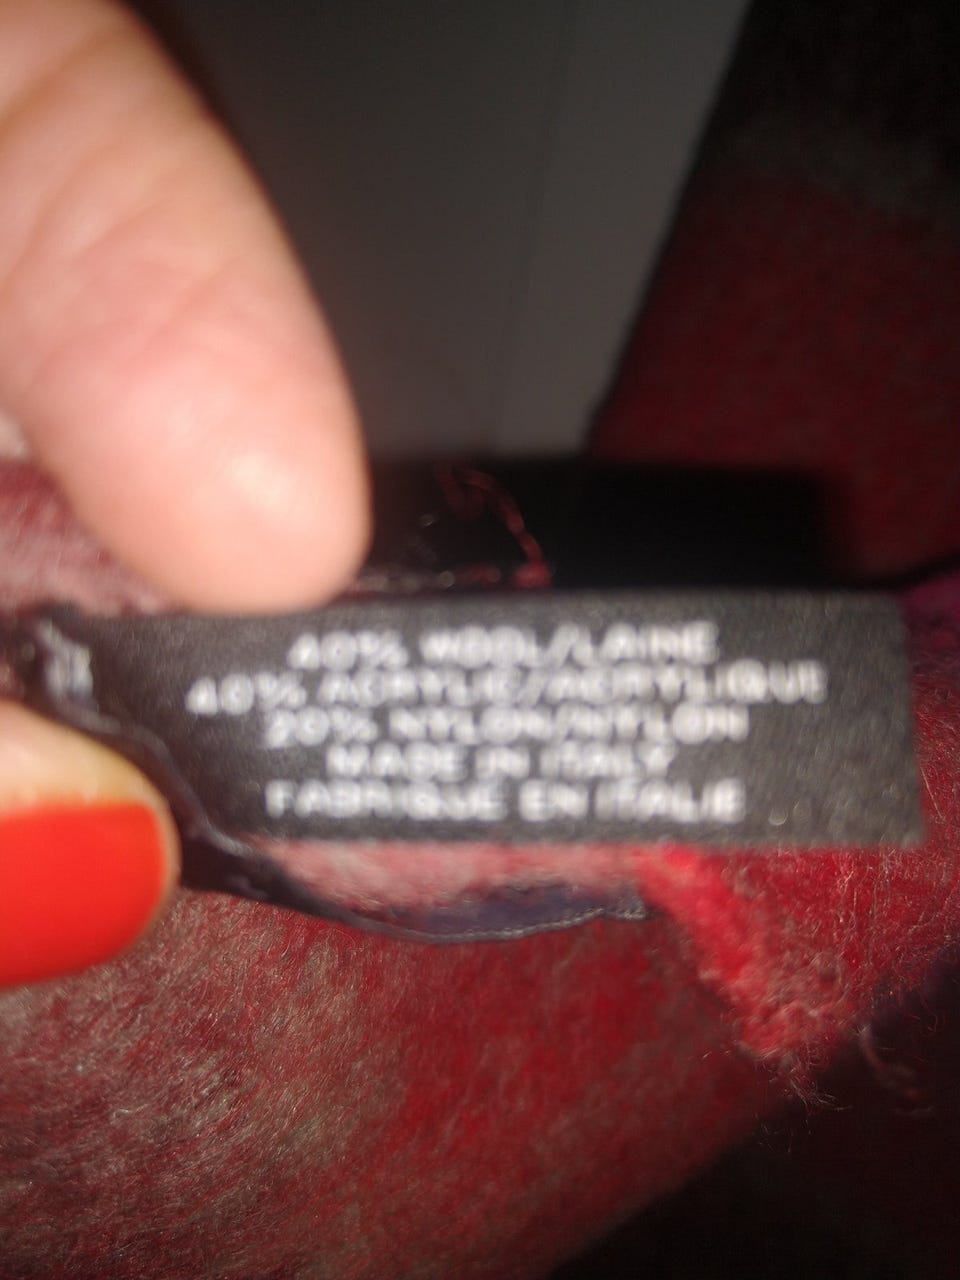 40% WOOL/LAINE
40% ACRYLIC/ACRYLIQUE
20% NYLON/NYLON
MADE IN ITALY
FABRIQUE EN ITALIE